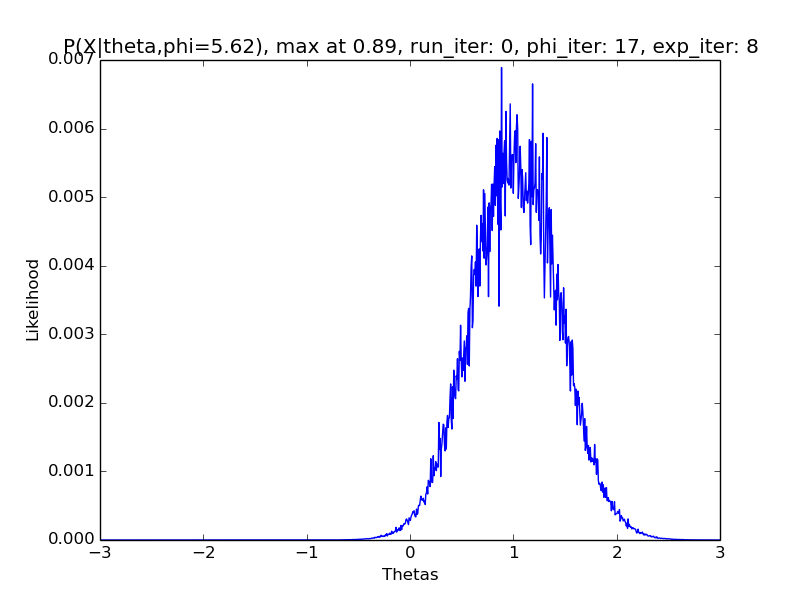 P(X|theta,phi=5.62), max at 0.89, run_iter: 0, phi_iter: 17, exp_iter: 8
0.007
0.006
0.005
0.004
0.003
0.002
0.001
0.000
Likelihood
−3 −2 −1 0 1 2 3
Thetas